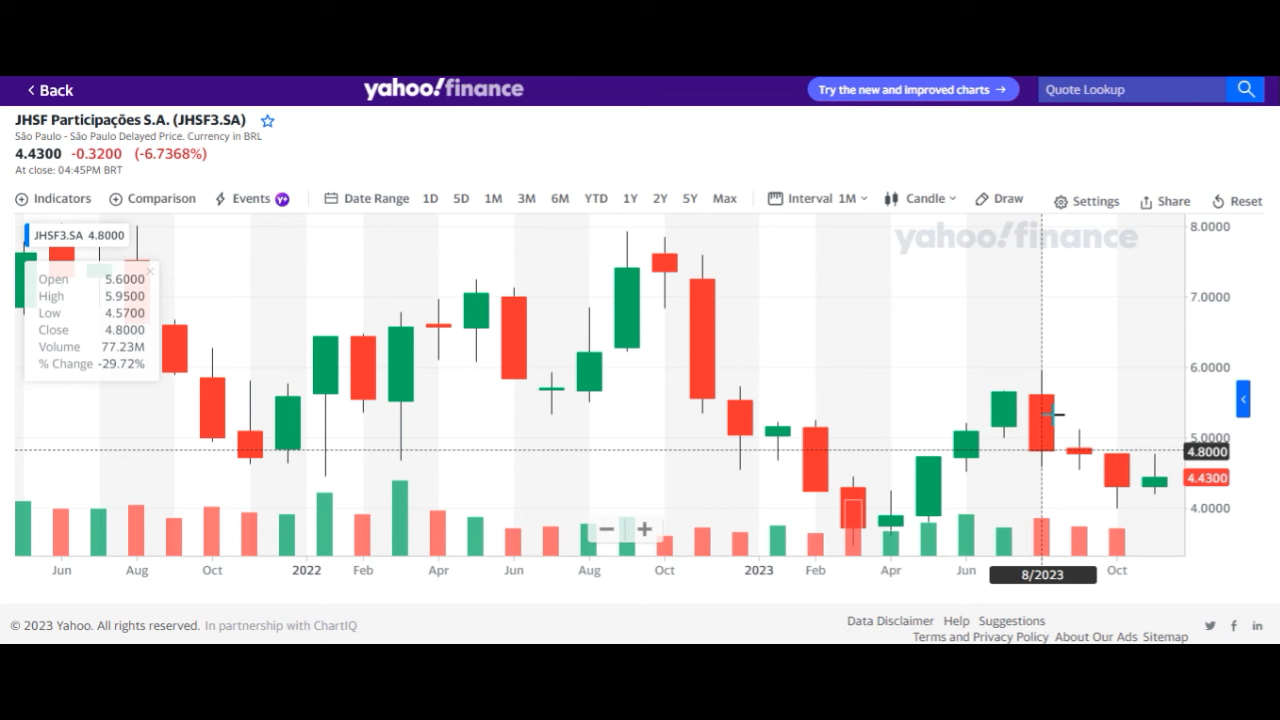 < Back
yahoo!finance
Try the new and improved charts →
Quote Lookup
JHSF Participações S.A. (JHSF3.SA)
São Paulo - São Paulo Delayed Price. Currency in BRL
4.4300 -0.3200 (-6.7368%)
At close: 04:45PM BRT
Indicators Comparison Events Y+ Date Range 1D 5D 1M 3M 6M YTD 1Y 2Y 5Y Max Interval 1M Candle Draw Settings Share Reset
JHSF3.SA 4.8000
yahoo!finance
Open 5.6000
High 5.9500
Low 4.5700
Close 4.8000
Volume 77.23M
% Change -29.72%
8.0000
7.0000
6.0000
5.0000
4.8000
4.4300
4.0000
Jun Aug Oct 2022 Feb Apr Jun Aug Oct 2023 Feb Apr Jun 8/2023 Oct
© 2023 Yahoo. All rights reserved. In partnership with ChartIQ
Data Disclaimer Help Suggestions
Terms and Privacy Policy About Our Ads Sitemap